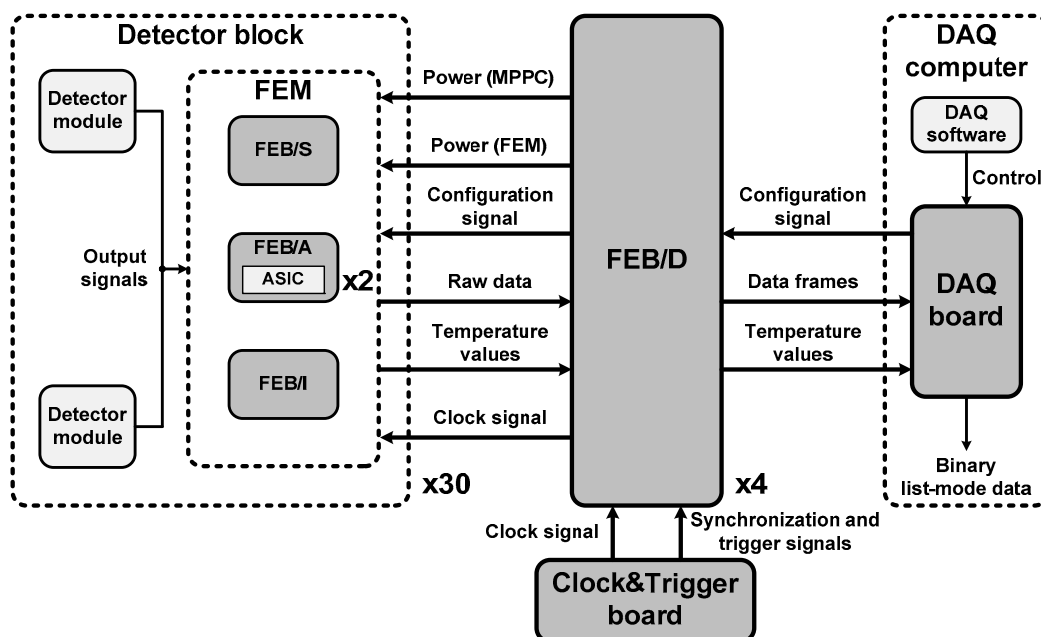 Detector block
Detector
module
Output
signals
Detector
module
FEM
FEB/S
FEB/A
ASIC
x2
FEB/I
x30
Power (MPPC)
Power (FEM)
Configuration
signal
Raw data
Temperature
values
Clock signal
FEB/D
x4
Clock signal
Synchronization and
trigger signals
Clock&Trigger
board
Configuration
signal
Data frames
Temperature
values
DAQ
computer
DAQ
software
Control
DAQ
board
Binary
list-mode data